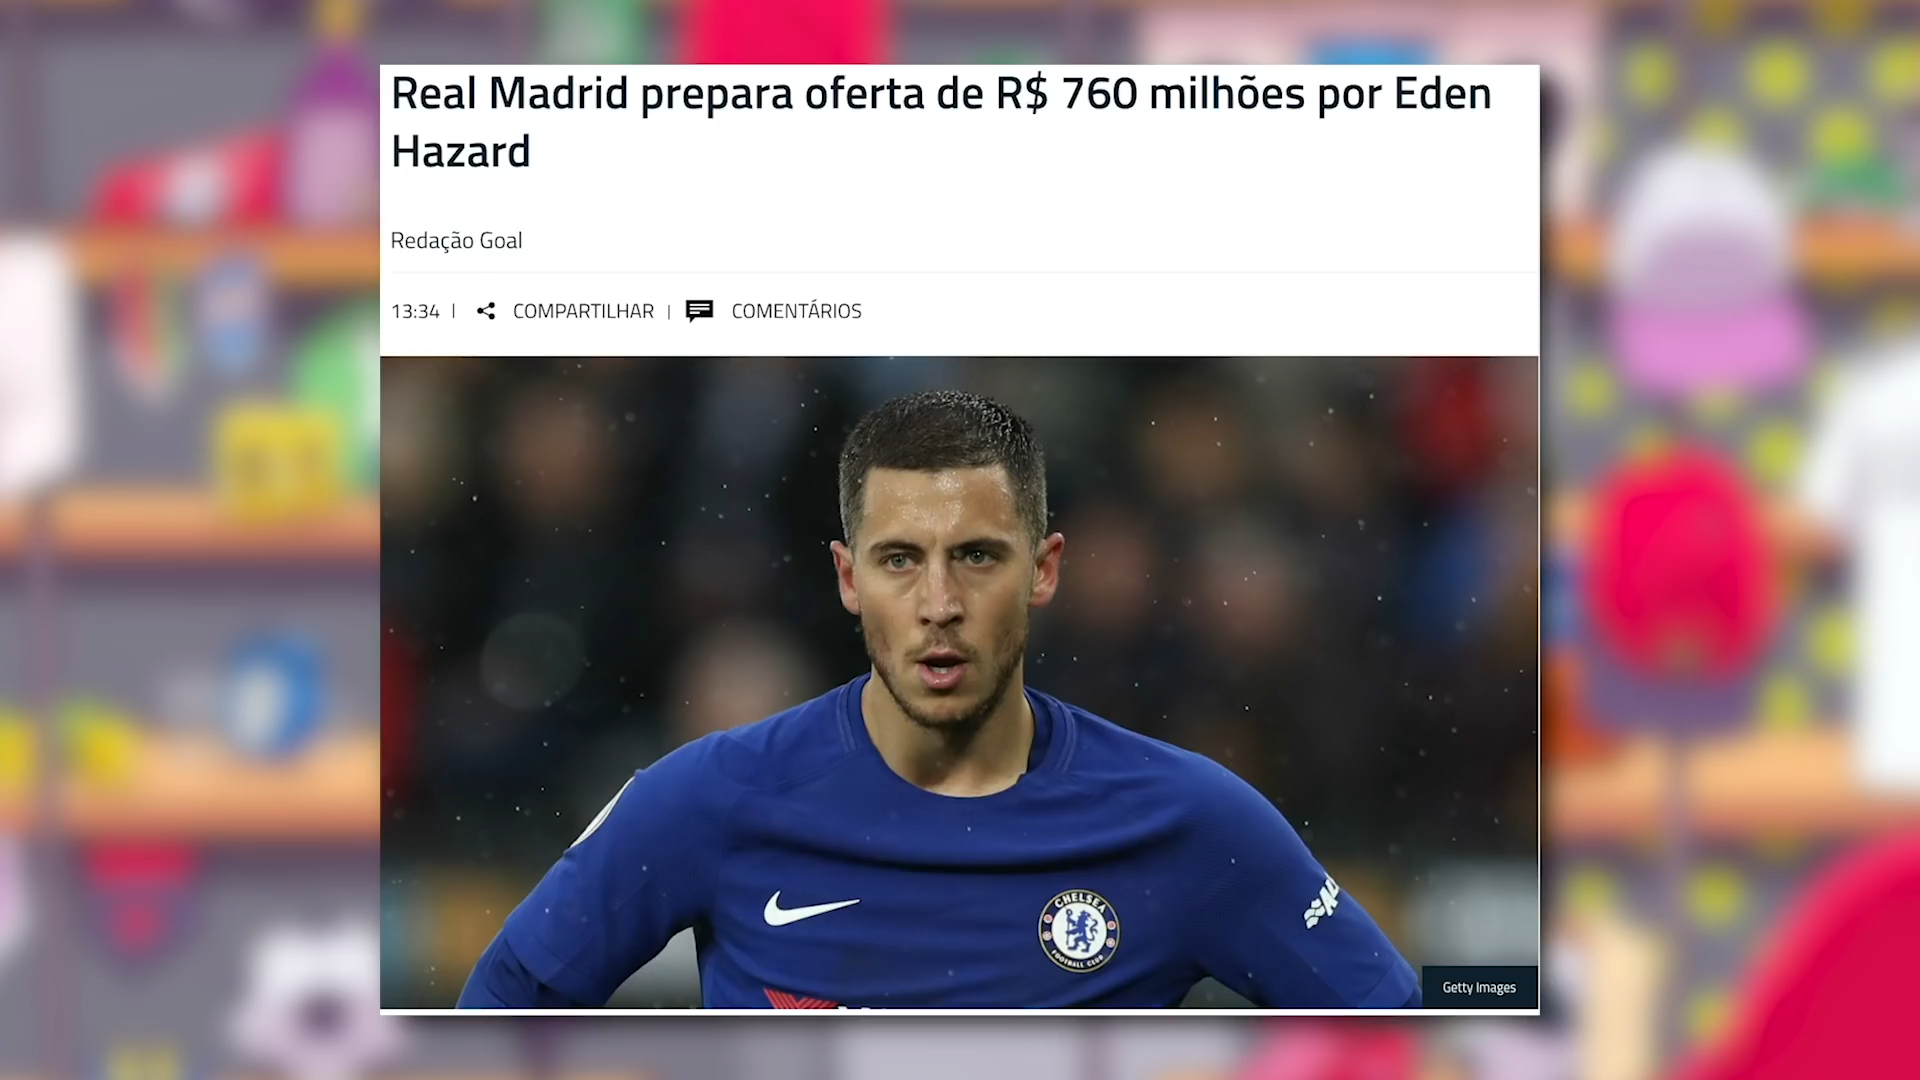 Real Madrid prepara oferta de R$ 760 milhões por Eden
Hazard
Redação Goal
13:34 | COMPARTILHAR | COMENTÁRIOS
CHELSEA
FOOTBALL CLUB
Getty Images